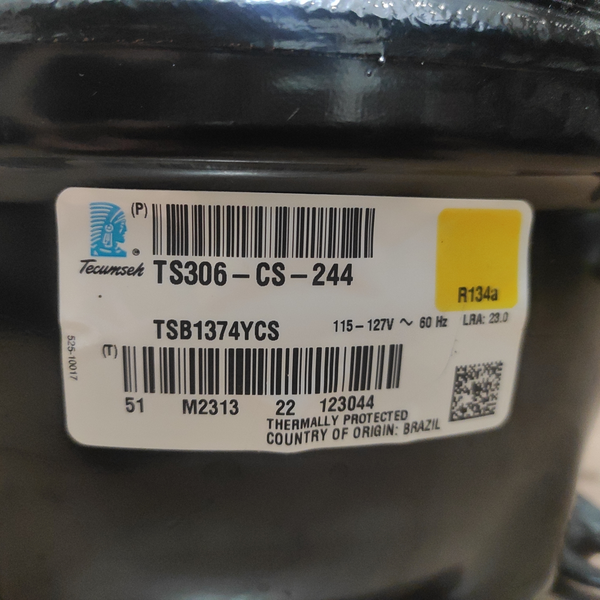 (P)
Tecumseh
®
TS306-CS-244
R134a
TSB1374YCS
115-127V ~ 60 Hz LRA: 23.0
(T)
51 M2313 22 123044
THERMALLY PROTECTED
COUNTRY OF ORIGIN: BRAZIL
525-10017